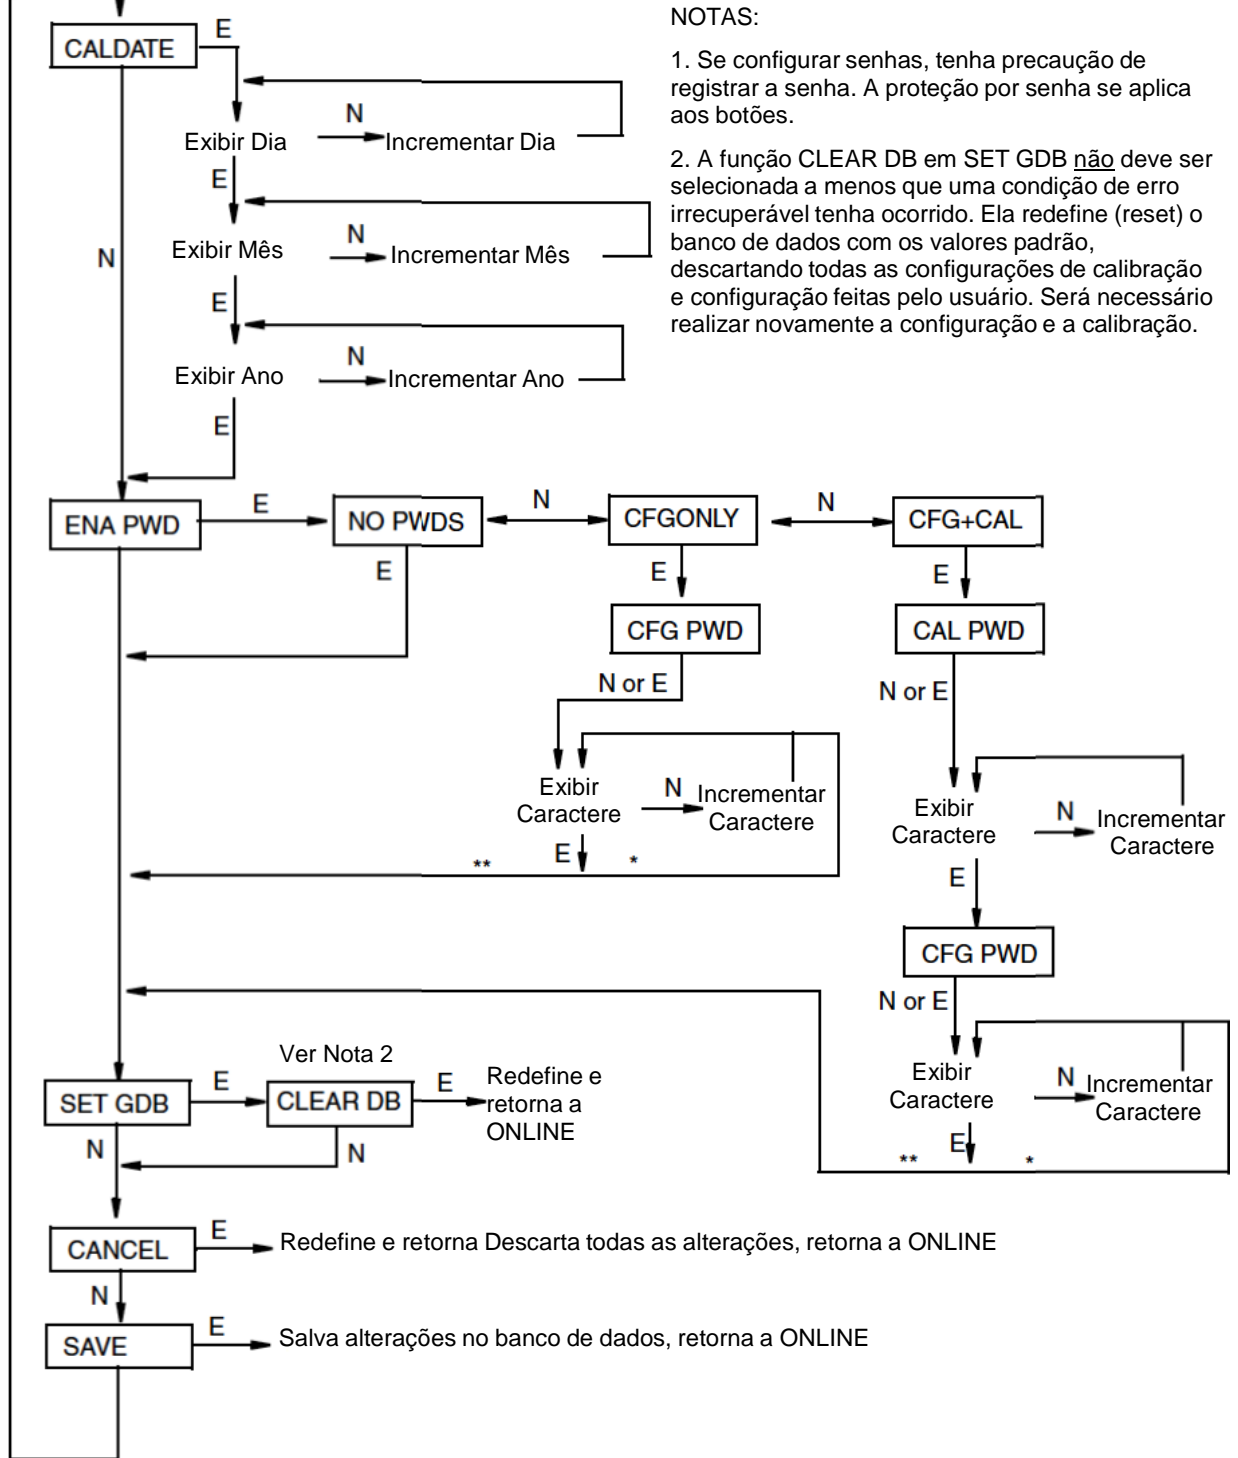 NOTAS:
1. Se configurar senhas, tenha precaução de
registrar a senha. A proteção por senha se aplica
aos botões.
2. A função CLEAR DB em SET GDB não deve ser
selecionada a menos que uma condição de erro
irrecuperável tenha ocorrido. Ela redefine (reset) o
banco de dados com os valores padrão,
descartando todas as configurações de calibração
e configuração feitas pelo usuário. Será necessário
realizar novamente a configuração e a calibração.
CALDATE
E
N
Exibir Dia
N
Incrementar Dia
E
Exibir Mês
N
Incrementar Mês
E
Exibir Ano
N
Incrementar Ano
E
ENA PWD
E
NO PWDS
N
CFGONLY
N
CFG+CAL
E
E
E
CFG PWD
CAL PWD
N or E
N or E
Exibir
Caractere
N
Incrementar
Caractere
E
**
*
Exibir
Caractere
N
Incrementar
Caractere
E
CFG PWD
N or E
Exibir
Caractere
N
Incrementar
Caractere
E
**
*
Ver Nota 2
SET GDB
E
CLEAR DB
E
Redefine e
retorna a
ONLINE
N
N
CANCEL
E
Redefine e retorna Descarta todas as alterações, retorna a ONLINE
N
SAVE
E
Salva alterações no banco de dados, retorna a ONLINE